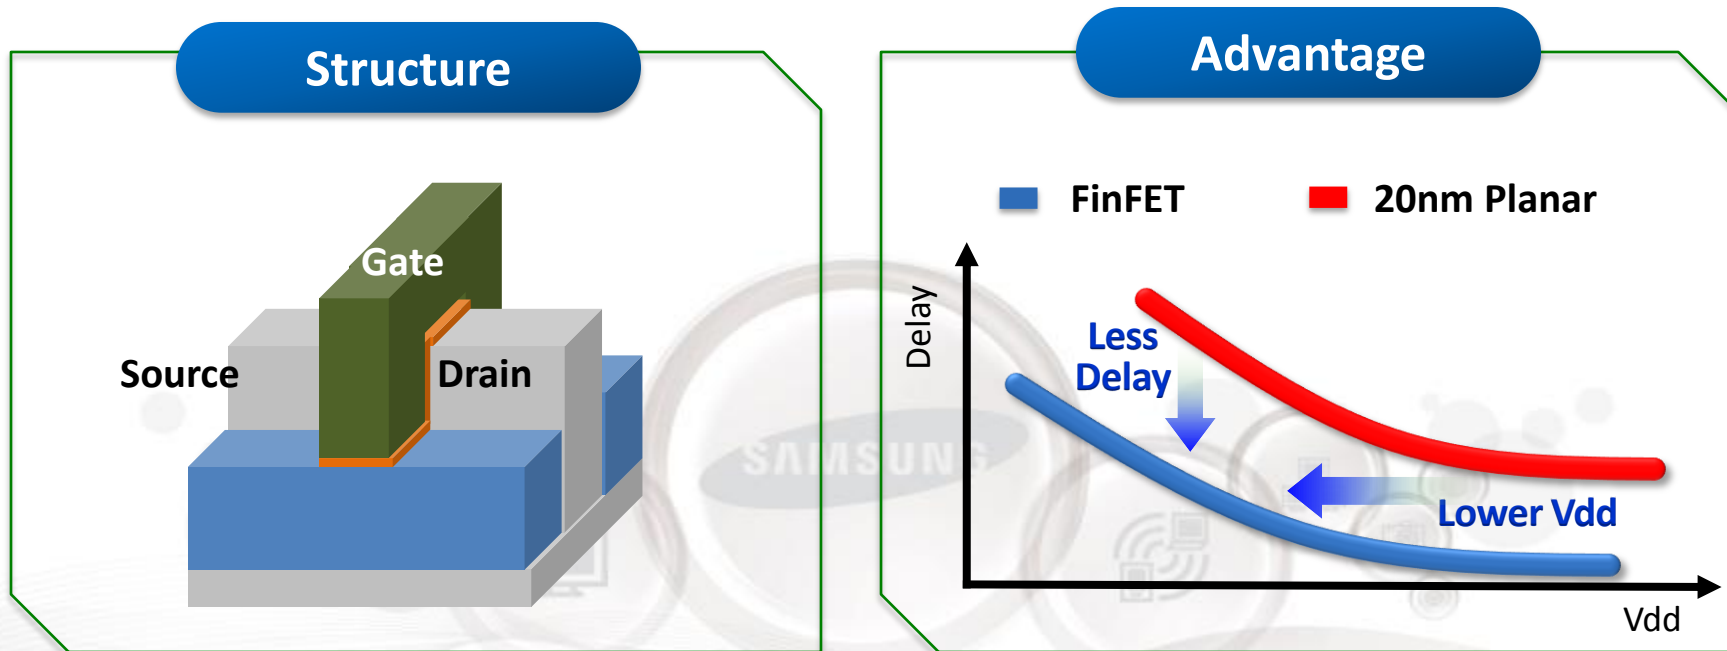 Structure
Gate
Source
Drain
Advantage
FinFET
20nm Planar
Delay
Less
Delay
Lower Vdd
Vdd
SAMSUNG